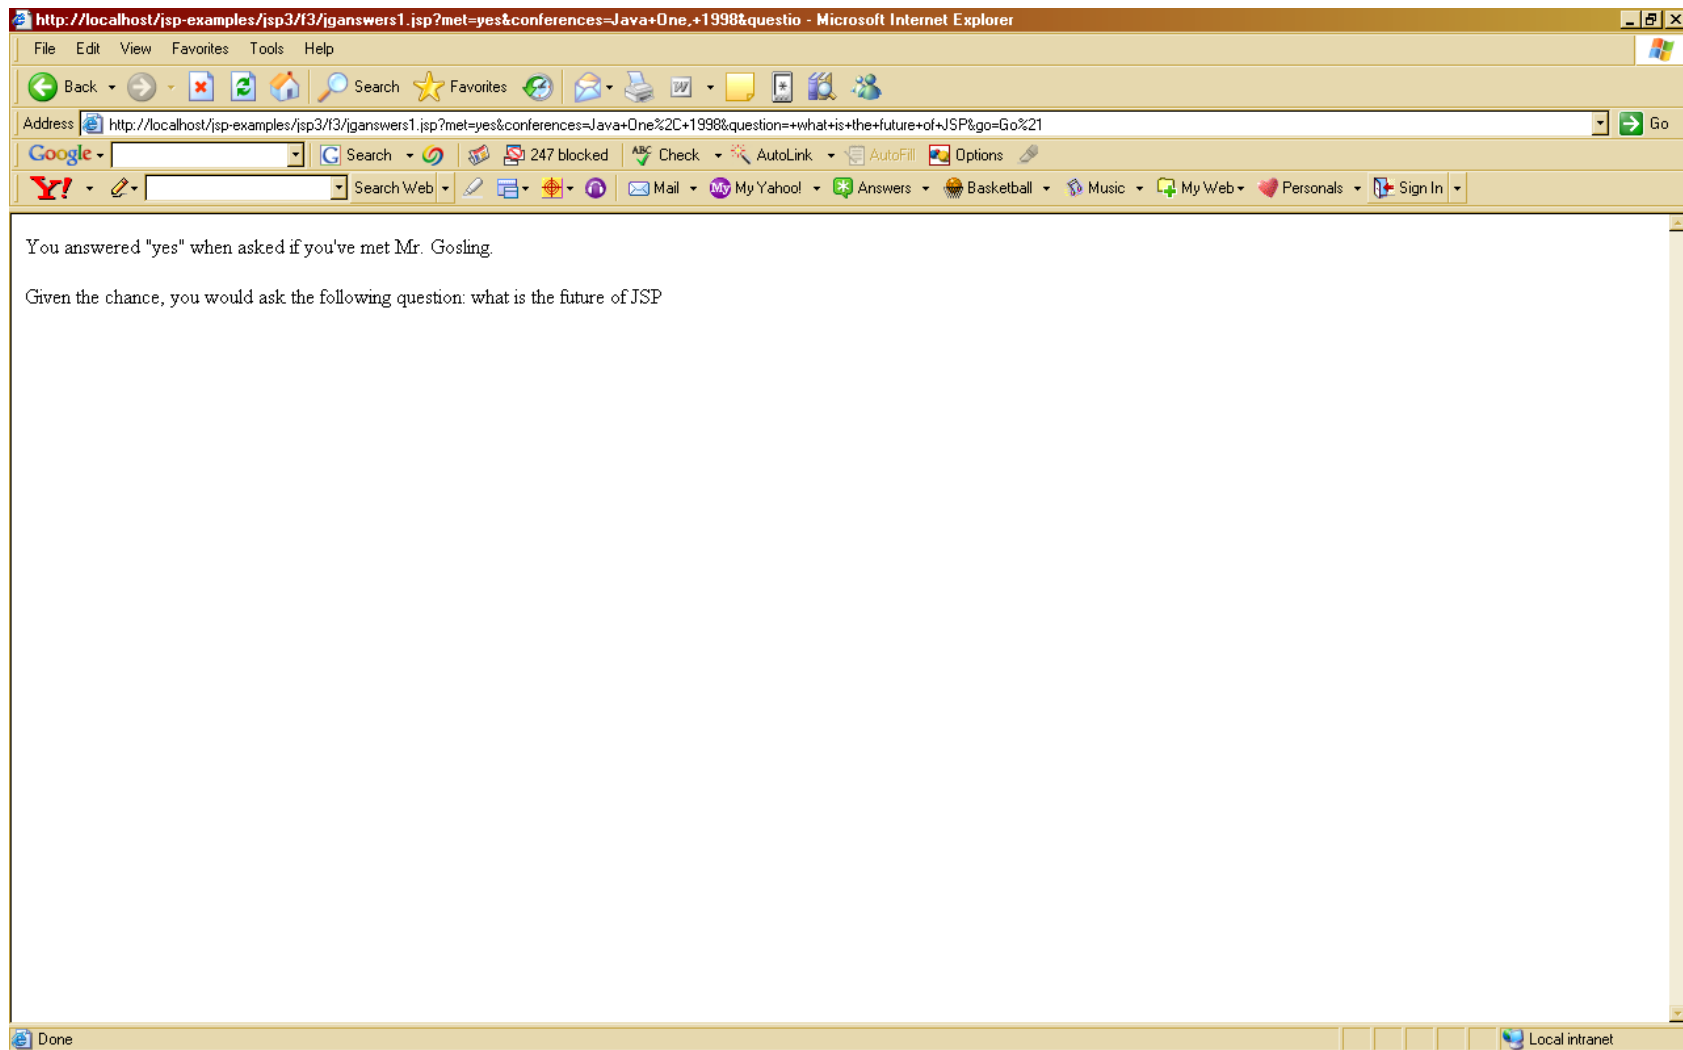 http://localhost/jsp-examples/jsp3/f3/jganswers1.jsp?met=yes&conferences=Java+One,+1998&questio - Microsoft Internet Explorer
File Edit View Favorites Tools Help
Back Search Favorites
Address http://localhost/jsp-examples/jsp3/f3/jganswers1.jsp?met=yes&conferences=Java+One%2C+1998&question=+what+is+the+future+of+JSP&go=Go%21 Go
Google G Search 247 blocked ABC Check AutoLink AutoFill Options
Y! Search Web Mail My My Yahoo! Answers Basketball Music My Web Personals Sign In
You answered "yes" when asked if you've met Mr. Gosling.
Given the chance, you would ask the following question: what is the future of JSP
Done Local intranet